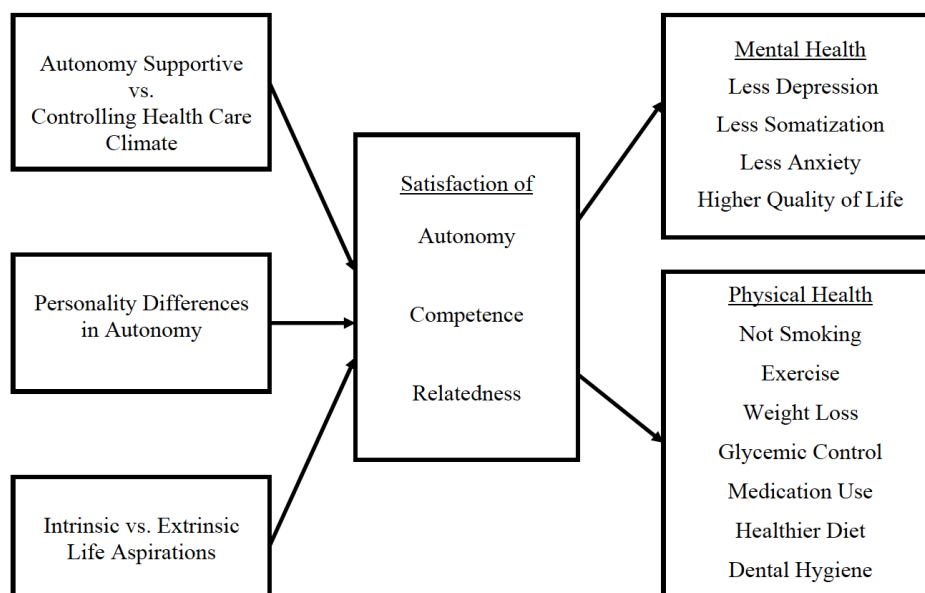 Autonomy Supportive
vs.
Controlling Health Care
Climate
Personality Differences
in Autonomy
Intrinsic vs. Extrinsic
Life Aspirations
Satisfaction of
Autonomy
Competence
Relatedness
Mental Health
Less Depression
Less Somatization
Less Anxiety
Higher Quality of Life
Physical Health
Not Smoking
Exercise
Weight Loss
Glycemic Control
Medication Use
Healthier Diet
Dental Hygiene